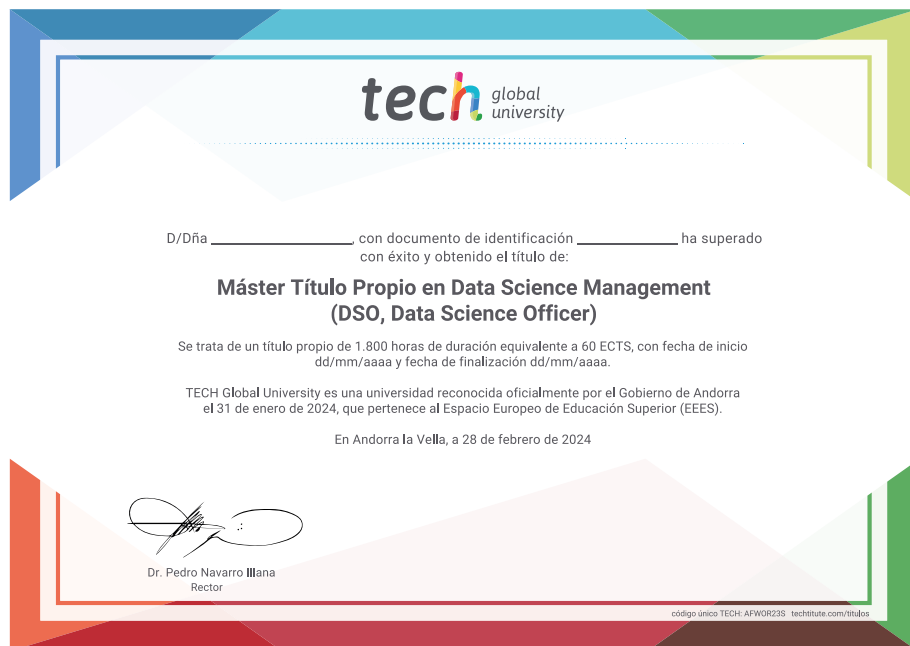 tech global university
D/Dña ____________________, con documento de identificación ______________ ha superado
con éxito y obtenido el título de:
Máster Título Propio en Data Science Management
(DSO, Data Science Officer)
Se trata de un título propio de 1.800 horas de duración equivalente a 60 ECTS, con fecha de inicio
dd/mm/aaaa y fecha de finalización dd/mm/aaaa.
TECH Global University es una universidad reconocida oficialmente por el Gobierno de Andorra
el 31 de enero de 2024, que pertenece al Espacio Europeo de Educación Superior (EEES).
En Andorra la Vella, a 28 de febrero de 2024
Dr. Pedro Navarro Illana
Rector
código único TECH: AFWOR23S techtitute.com/titulos